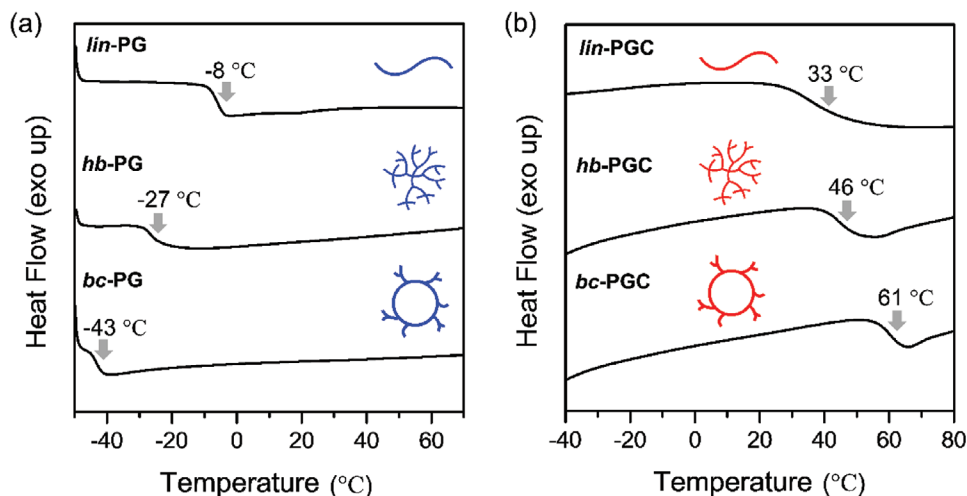 (a)
lin-PG
-8 °C
hb-PG
-27 °C
bc-PG
-43 °C
Heat Flow (exo up)
-40 -20 0 20 40 60
Temperature (°C)
(b)
lin-PGC
33 °C
hb-PGC
46 °C
bc-PGC
61 °C
Heat Flow (exo up)
-40 -20 0 20 40 60 80
Temperature (°C)